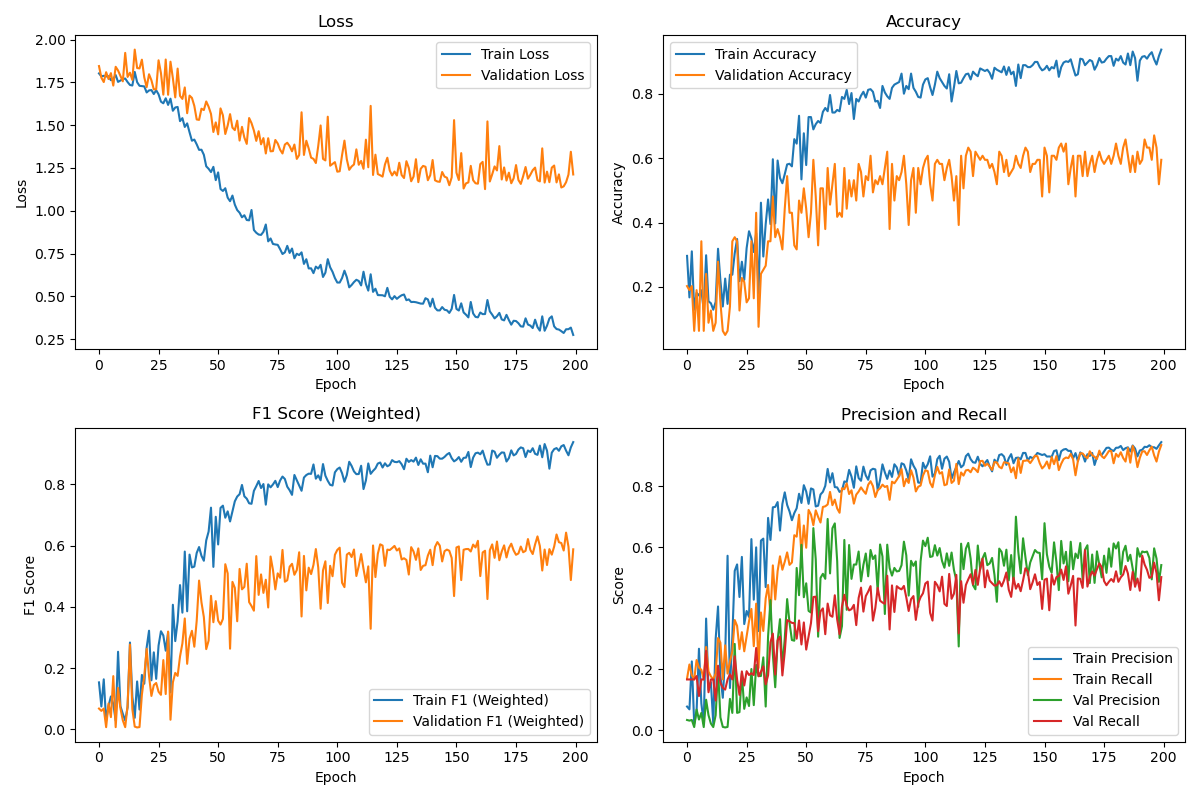 Loss
Accuracy
2.00
1.75
1.50
1.25
1.00
0.75
0.50
0.25
Loss
Train Loss
Validation Loss
0 25 50 75 100 125 150 175 200
Epoch
0.8
0.6
0.4
0.2
Accuracy
Train Accuracy
Validation Accuracy
0 25 50 75 100 125 150 175 200
Epoch
F1 Score (Weighted)
Precision and Recall
0.8
0.6
0.4
0.2
0.0
F1 Score
Train F1 (Weighted)
Validation F1 (Weighted)
0 25 50 75 100 125 150 175 200
Epoch
0.8
0.6
0.4
0.2
0.0
Score
Train Precision
Train Recall
Val Precision
Val Recall
0 25 50 75 100 125 150 175 200
Epoch